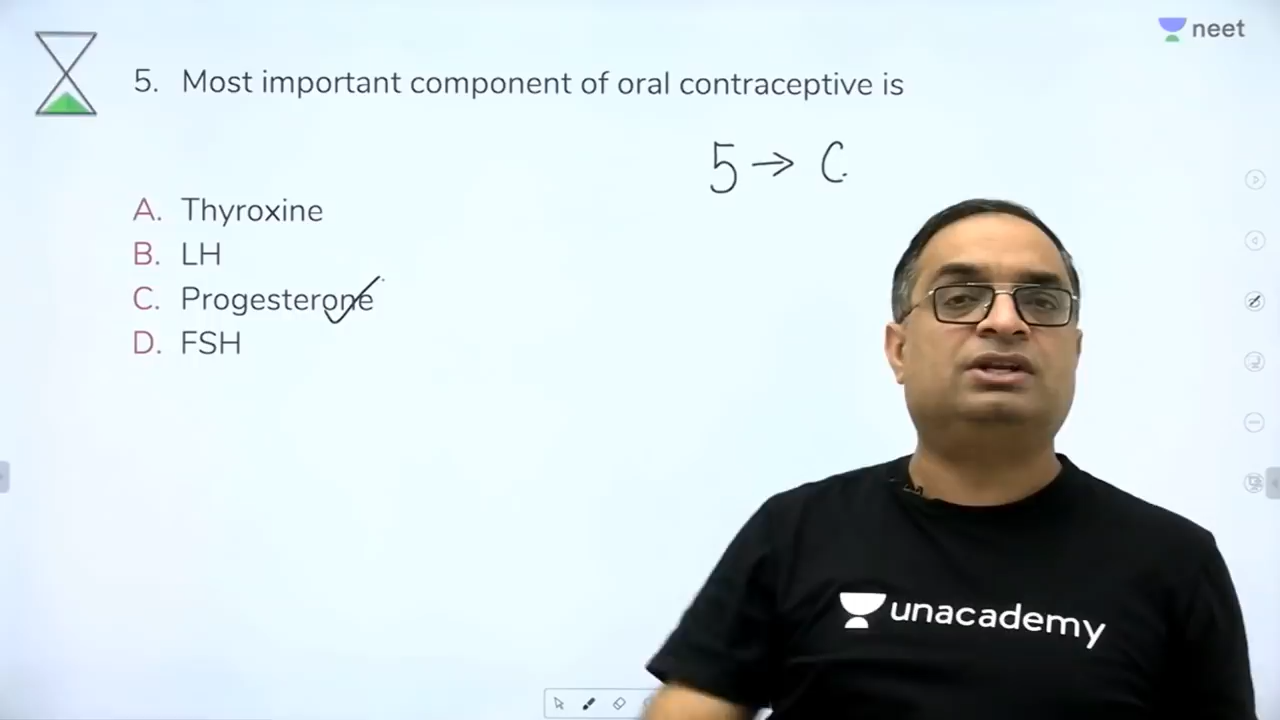 neet
5. Most important component of oral contraceptive is
5 → C.
A. Thyroxine
B. LH
C. Progesterone
D. FSH
unacademy